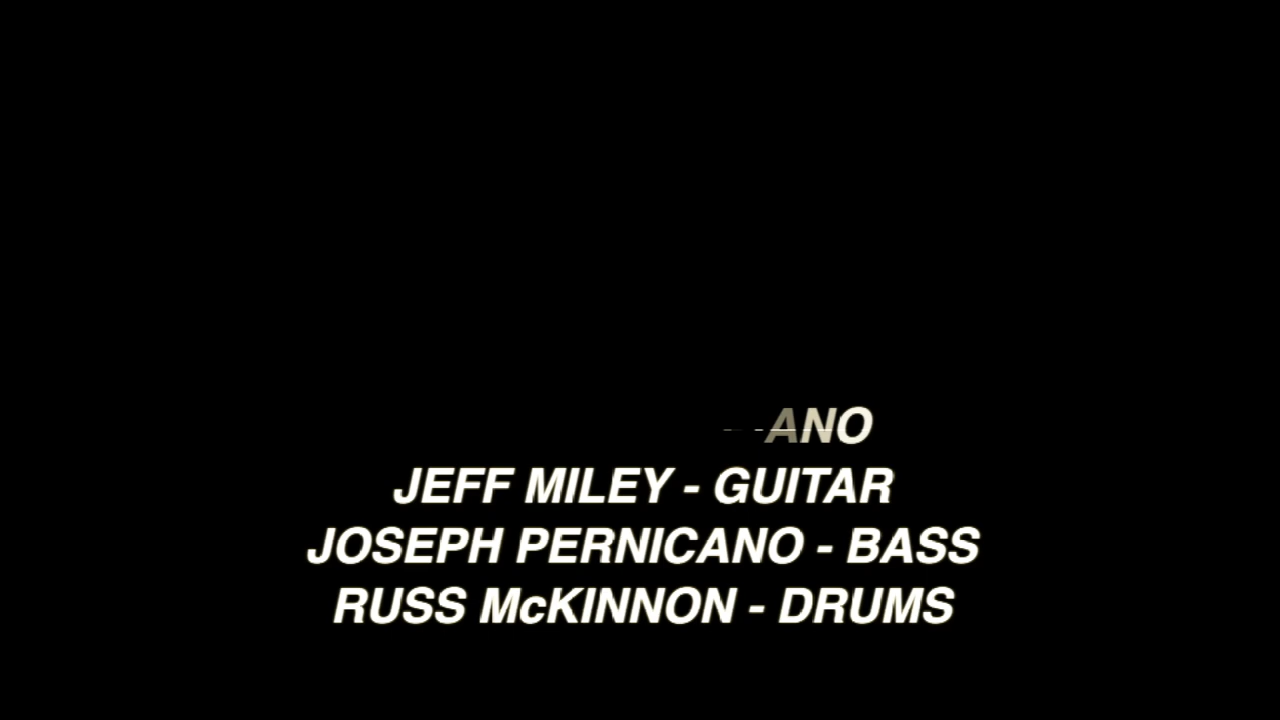 ANO
JEFF MILEY - GUITAR
JOSEPH PERNICANO - BASS
RUSS McKINNON - DRUMS